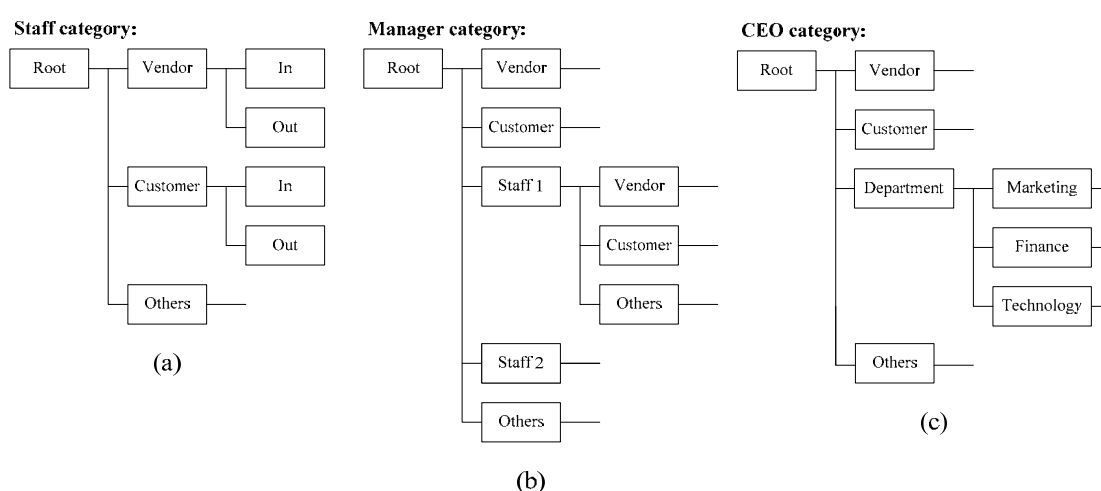 Staff category:
Root
Vendor
In
Out
Customer
In
Out
Others
(a)
Manager category:
Root
Vendor
Customer
Staff 1
Vendor
Customer
Others
Staff 2
Others
(b)
CEO category:
Root
Vendor
Customer
Department
Marketing
Finance
Technology
Others
(c)